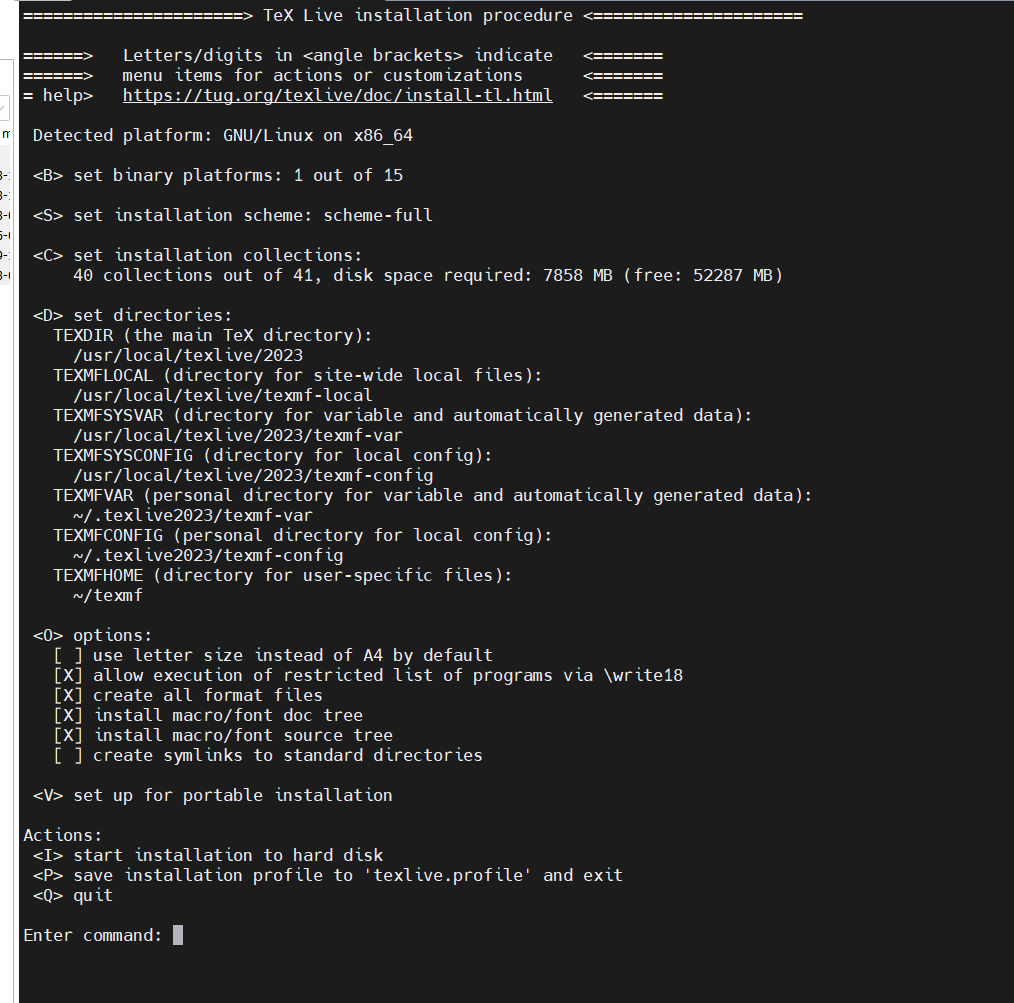 ======================> TeX Live installation procedure <=====================
======>   Letters/digits in <angle brackets> indicate   <=======
======>   menu items for actions or customizations      <=======
= help>   https://tug.org/texlive/doc/install-tl.html   <=======
Detected platform: GNU/Linux on x86_64
<B> set binary platforms: 1 out of 15
<S> set installation scheme: scheme-full
<C> set installation collections:
40 collections out of 41, disk space required: 7858 MB (free: 52287 MB)
<D> set directories:
TEXDIR (the main TeX directory):
/usr/local/texlive/2023
TEXMFLOCAL (directory for site-wide local files):
/usr/local/texlive/texmf-local
TEXMFSYSVAR (directory for variable and automatically generated data):
/usr/local/texlive/2023/texmf-var
TEXMFSYSCONFIG (directory for local config):
/usr/local/texlive/2023/texmf-config
TEXMFVAR (personal directory for variable and automatically generated data):
~/.texlive2023/texmf-var
TEXMFCONFIG (personal directory for local config):
~/.texlive2023/texmf-config
TEXMFHOME (directory for user-specific files):
~/texmf
<O> options:
[ ] use letter size instead of A4 by default
[X] allow execution of restricted list of programs via \write18
[X] create all format files
[X] install macro/font doc tree
[X] install macro/font source tree
[ ] create symlinks to standard directories
<V> set up for portable installation
Actions:
<I> start installation to hard disk
<P> save installation profile to 'texlive.profile' and exit
<Q> quit
Enter command: